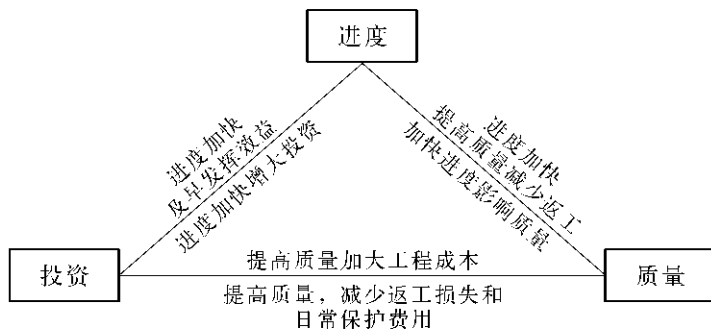 进度
进度加快
及早发挥效益
进度加快增大投资
进度加快
提高质量减少返工
加快进度影响质量
投资
提高质量加大工程成本
质量
提高质量，减少返工损失和
日常保护费用